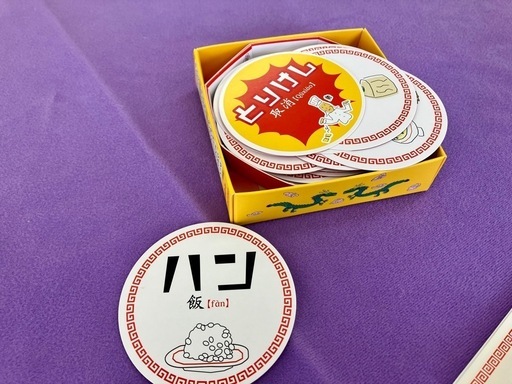 とりけし
取消【Qǔxiāo】
ハン
飯【fàn】